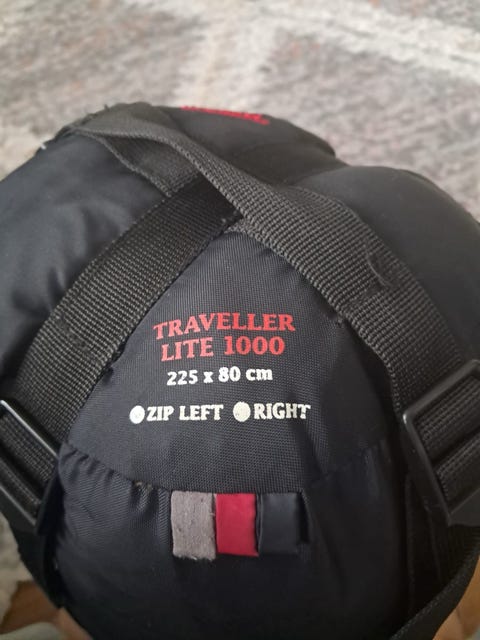 TRAVELLER
LITE 1000
225 x 80 cm
ZIP LEFT RIGHT